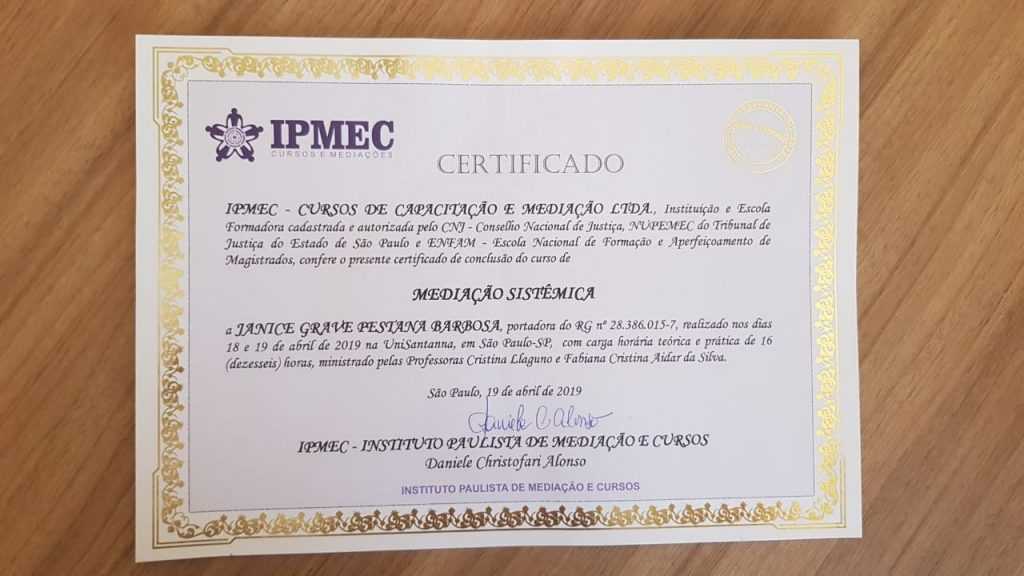 IPMEC
CURSOS E MEDIAÇÕES
CERTIFICADO
IPMEC - CURSOS DE CAPACITAÇÃO E MEDIAÇÃO LTDA., Instituição e Escola
Formadora cadastrada e autorizada pelo CNJ - Conselho Nacional de Justiça, NUPEMEC do Tribunal de
Justiça do Estado de São Paulo e ENFAM - Escola Nacional de Formação e Aperfeiçoamento de
Magistrados, confere o presente certificado de conclusão do curso de
MEDIAÇÃO SISTÊMICA
a JANICE GRAVE PESTANA BARBOSA, portadora do RG nº 28.386.015-7, realizado nos dias
18 e 19 de abril de 2019 na UniSantanna, em São Paulo-SP, com carga horária teórica e prática de 16
(dezesseis) horas, ministrado pelas Professoras Cristina Llaguno e Fabiana Cristina Aidar da Silva.
São Paulo, 19 de abril de 2019
Daniele C Alonso
IPMEC - INSTITUTO PAULISTA DE MEDIAÇÃO E CURSOS
Daniele Christofari Alonso
INSTITUTO PAULISTA DE MEDIAÇÃO E CURSOS